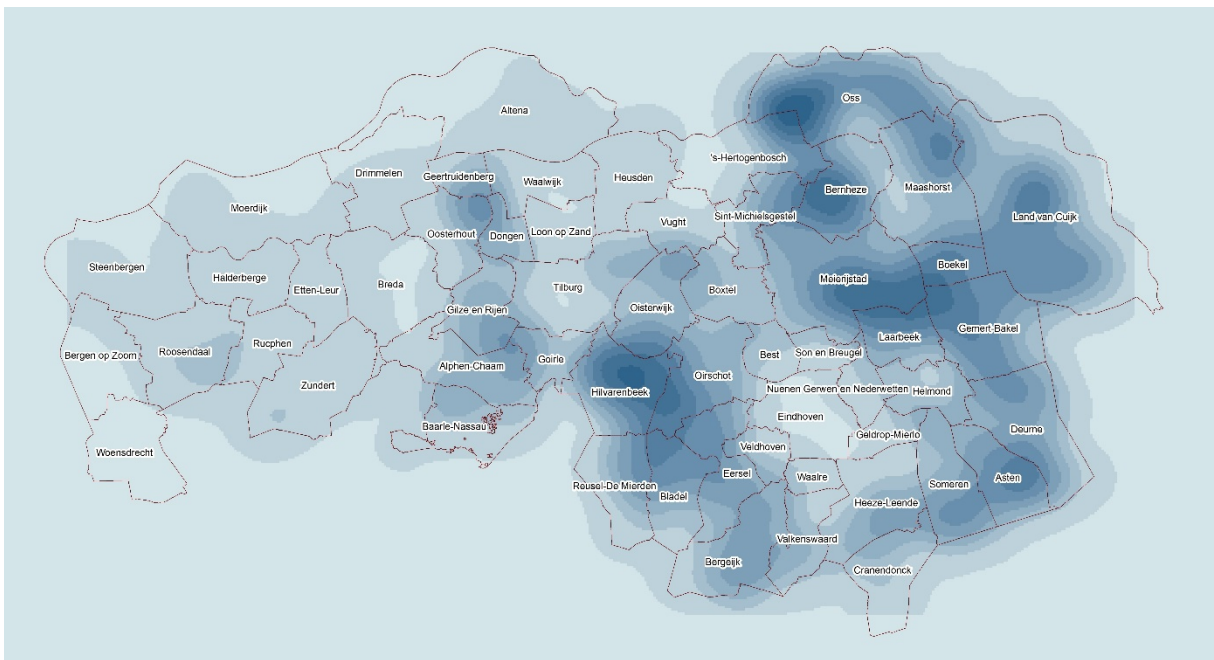 Oss
Altena
's-Hertogenbosch
Drimmelen
Geertruidenberg
Waalwijk
Heusden
Bernheze
Maashorst
Moerdijk
Vught
Sint-Michielsgestel
Land van Cuijk
Oosterhout
Dongen
Loon op Zand
Steenbergen
Halderberge
Etten-Leur
Breda
Tilburg
Oisterwijk
Boxtel
Meierijstad
Boekel
Gilze en Rijen
Gemert-Bakel
Laarbeek
Bergen op Zoom
Roosendaal
Rucphen
Goirle
Best
Son en Breugel
Alphen-Chaam
Oirschot
Zundert
Hilvarenbeek
Nuenen Gerwen en Nederwetten
Helmond
Eindhoven
Baarle-Nassau
Deurne
Geldrop-Mierlo
Woensdrecht
Veldhoven
Eersel
Waalre
Asten
Reusel-De Mierden
Someren
Bladel
Heeze-Leende
Valkenswaard
Bergeijk
Cranendonck